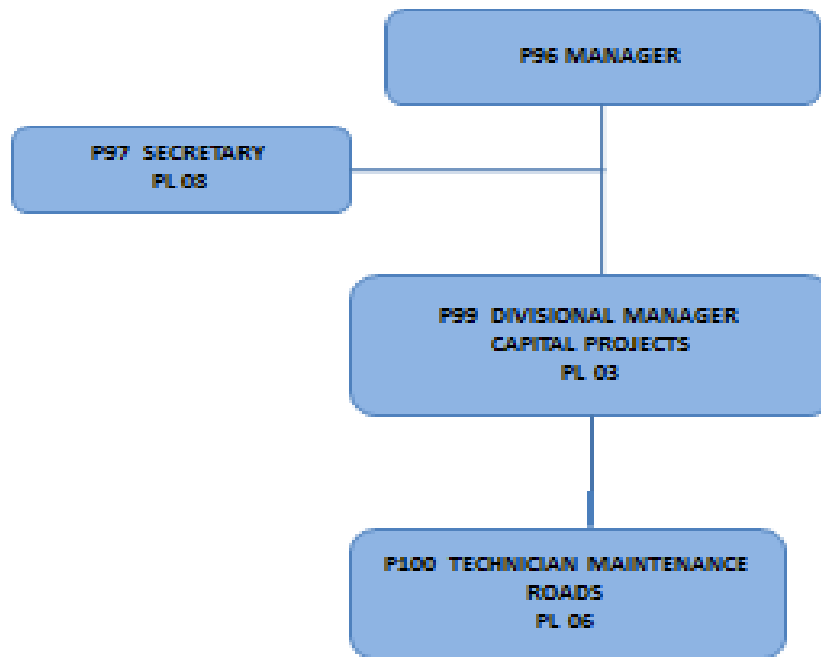 P96 MANAGER
P97 SECRETARY
PL 08
P99 DIVISIONAL MANAGER
CAPITAL PROJECTS
PL 03
P100 TECHNICIAN MAINTENANCE
ROADS
PL 06